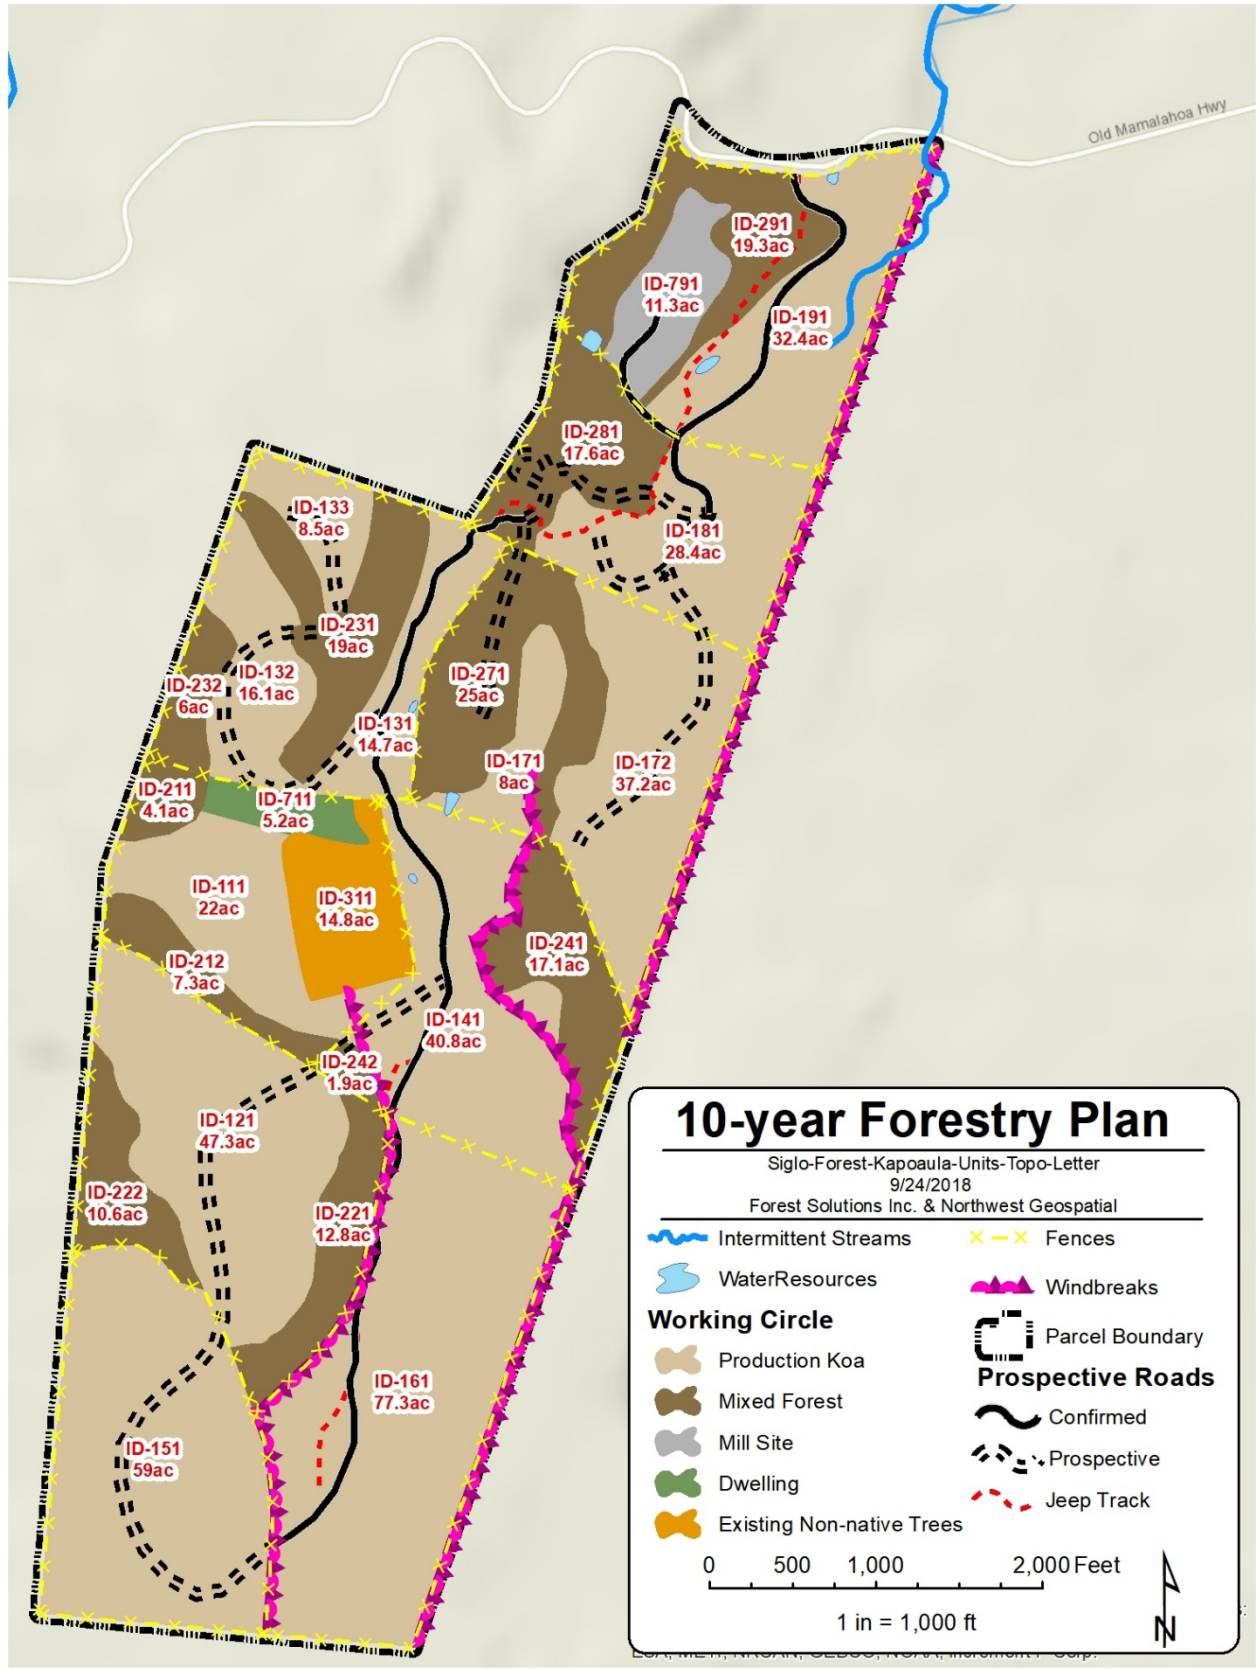 Old Mamalahoa Hwy
ID-291
19.3ac
ID-791
11.3ac
ID-191
32.4ac
ID-281
17.6ac
ID-133
8.5ac
ID-181
28.4ac
ID-231
19ac
ID-132
16.1ac
ID-232
6ac
ID-271
25ac
ID-131
14.7ac
ID-171
8ac
ID-172
37.2ac
ID-211
4.1ac
ID-711
5.2ac
ID-111
22ac
ID-311
14.8ac
ID-241
17.1ac
ID-212
7.3ac
ID-141
40.8ac
ID-242
1.9ac
ID-121
47.3ac
ID-222
10.6ac
ID-221
12.8ac
ID-161
77.3ac
ID-151
59ac
10-year Forestry Plan
Siglo-Forest-Kapoaula-Units-Topo-Letter
9/24/2018
Forest Solutions Inc. & Northwest Geospatial
Intermittent Streams
WaterResources
Working Circle
Production Koa
Mixed Forest
Mill Site
Dwelling
Existing Non-native Trees
Fences
Windbreaks
Parcel Boundary
Prospective Roads
Confirmed
Prospective
Jeep Track
0 500 1,000 2,000 Feet
1 in = 1,000 ft
N